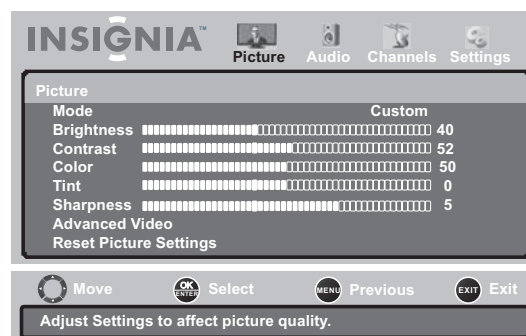 INSIGNIA™
Picture Audio Channels Settings
Picture
Mode Custom
Brightness 40
Contrast 52
Color 50
Tint 0
Sharpness 5
Advanced Video
Reset Picture Settings
Move OK ENTER Select MENU Previous EXIT Exit
Adjust Settings to affect picture quality.